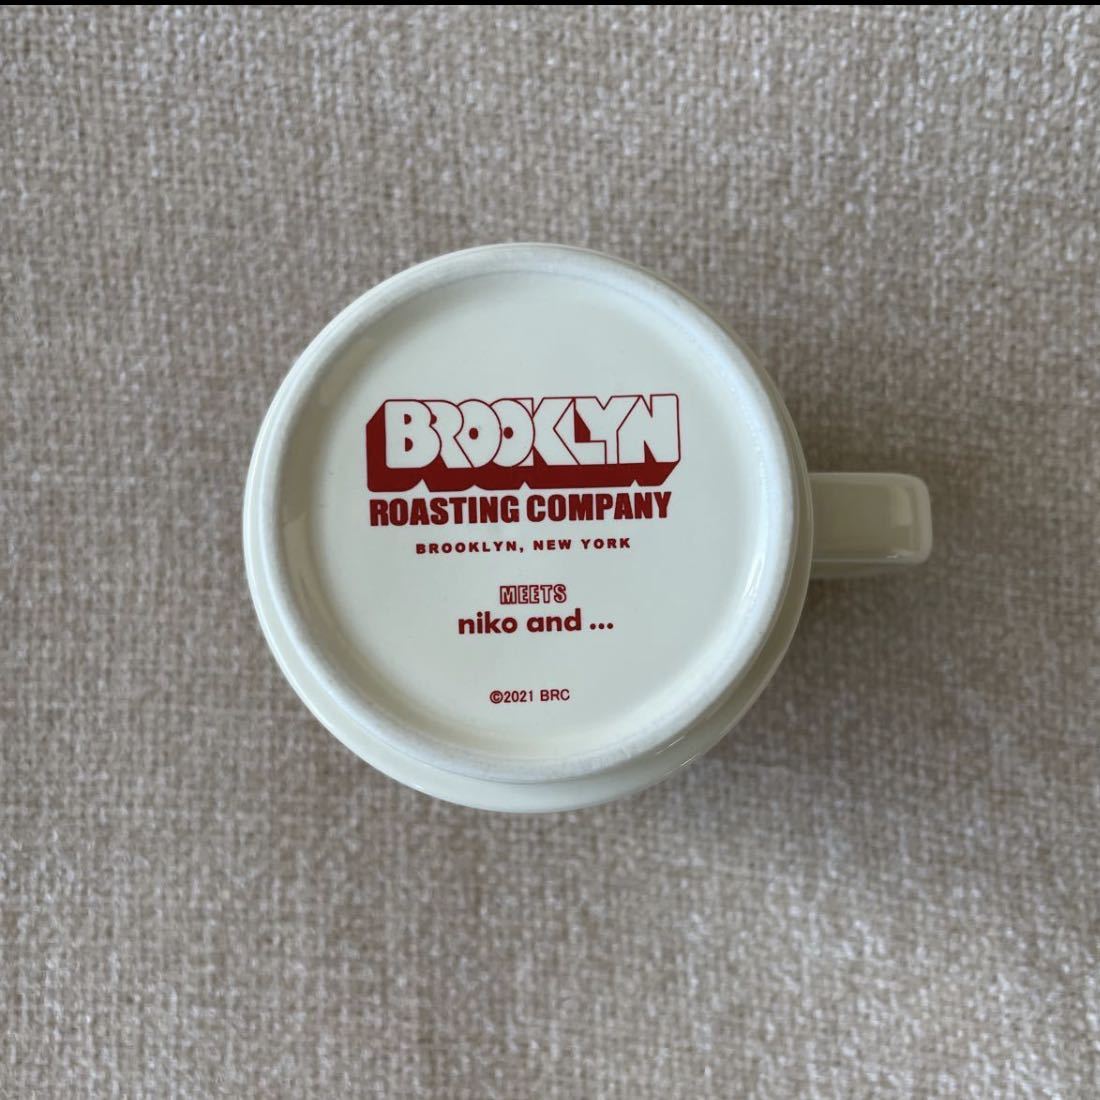 BROOKLYN
ROASTING COMPANY
BROOKLYN, NEW YORK
MEETS
niko and ...
©2021 BRC